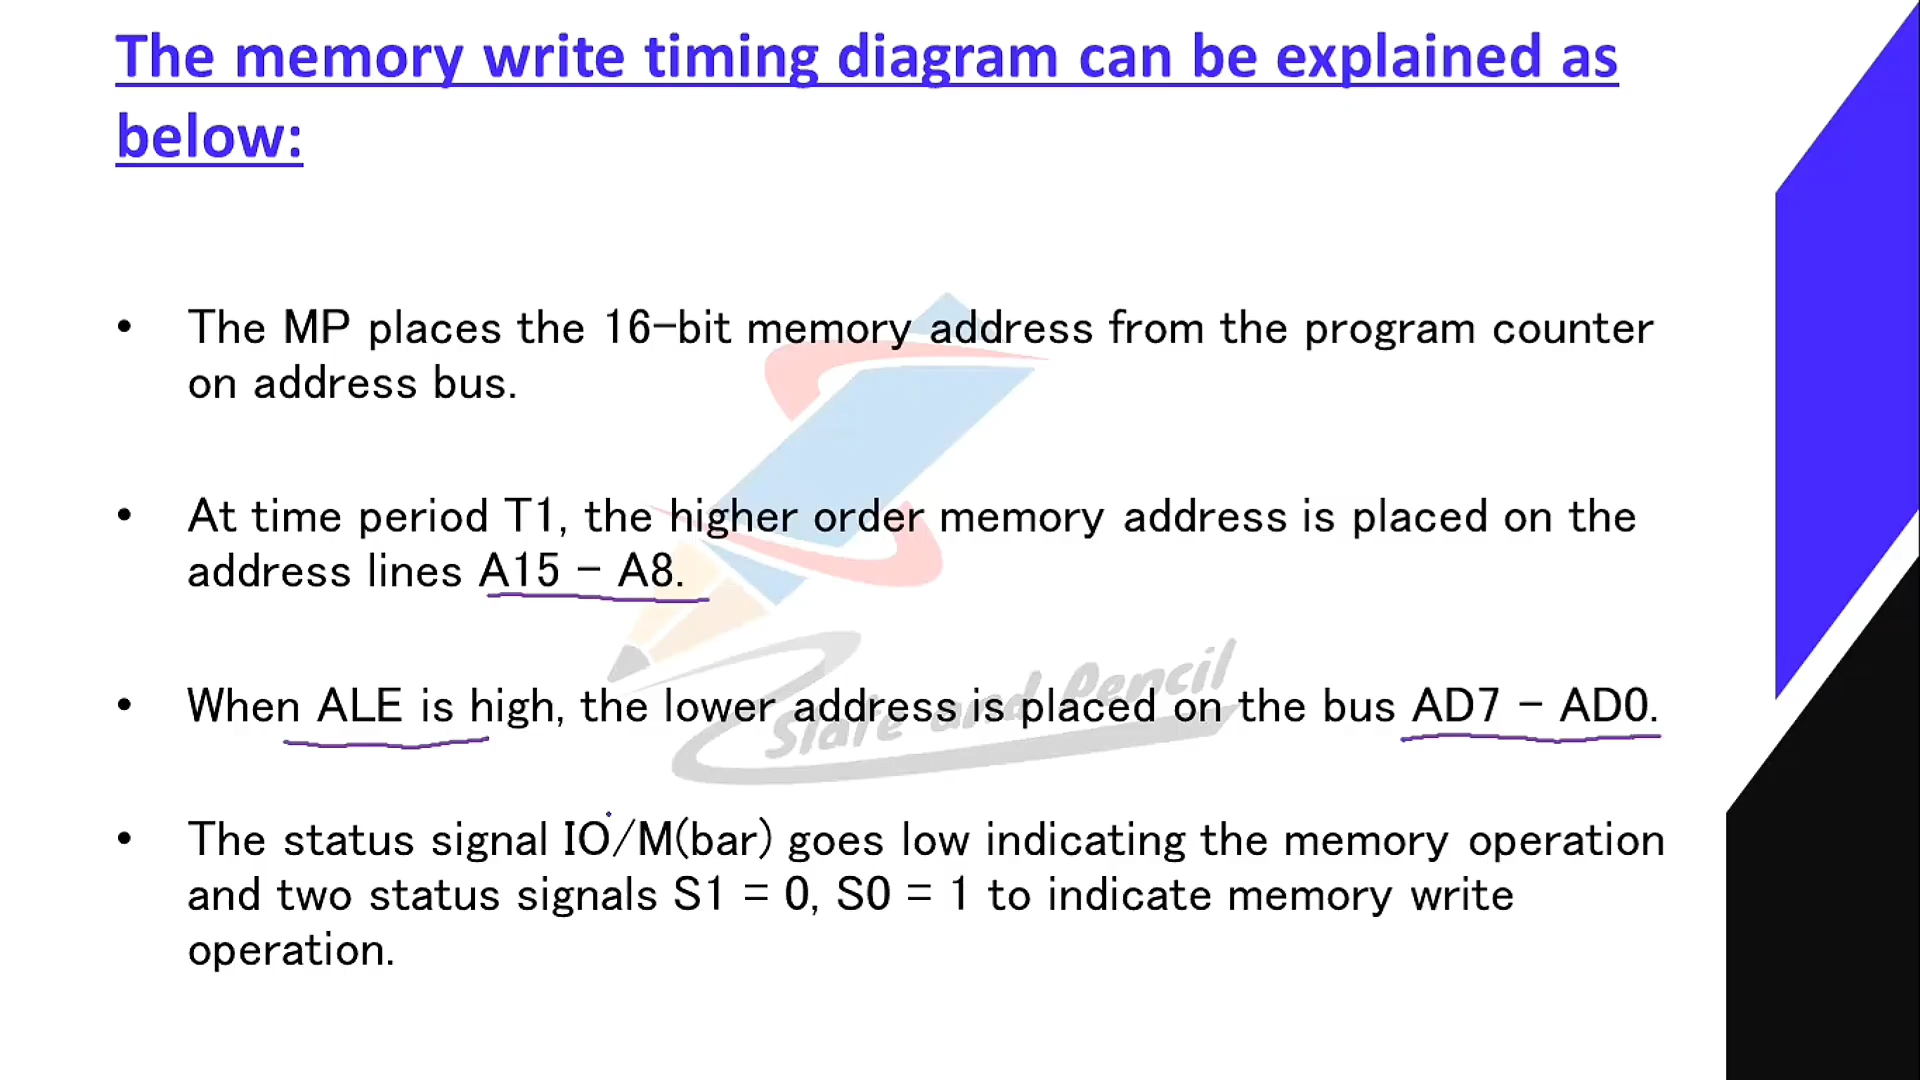 The memory write timing diagram can be explained as
below:
• The MP places the 16-bit memory address from the program counter
on address bus.
• At time period T1, the higher order memory address is placed on the
address lines A15 - A8.
• When ALE is high, the lower address is placed on the bus AD7 - AD0.
Slate and Pencil
• The status signal IO/M(bar) goes low indicating the memory operation
and two status signals S1 = 0, S0 = 1 to indicate memory write
operation.